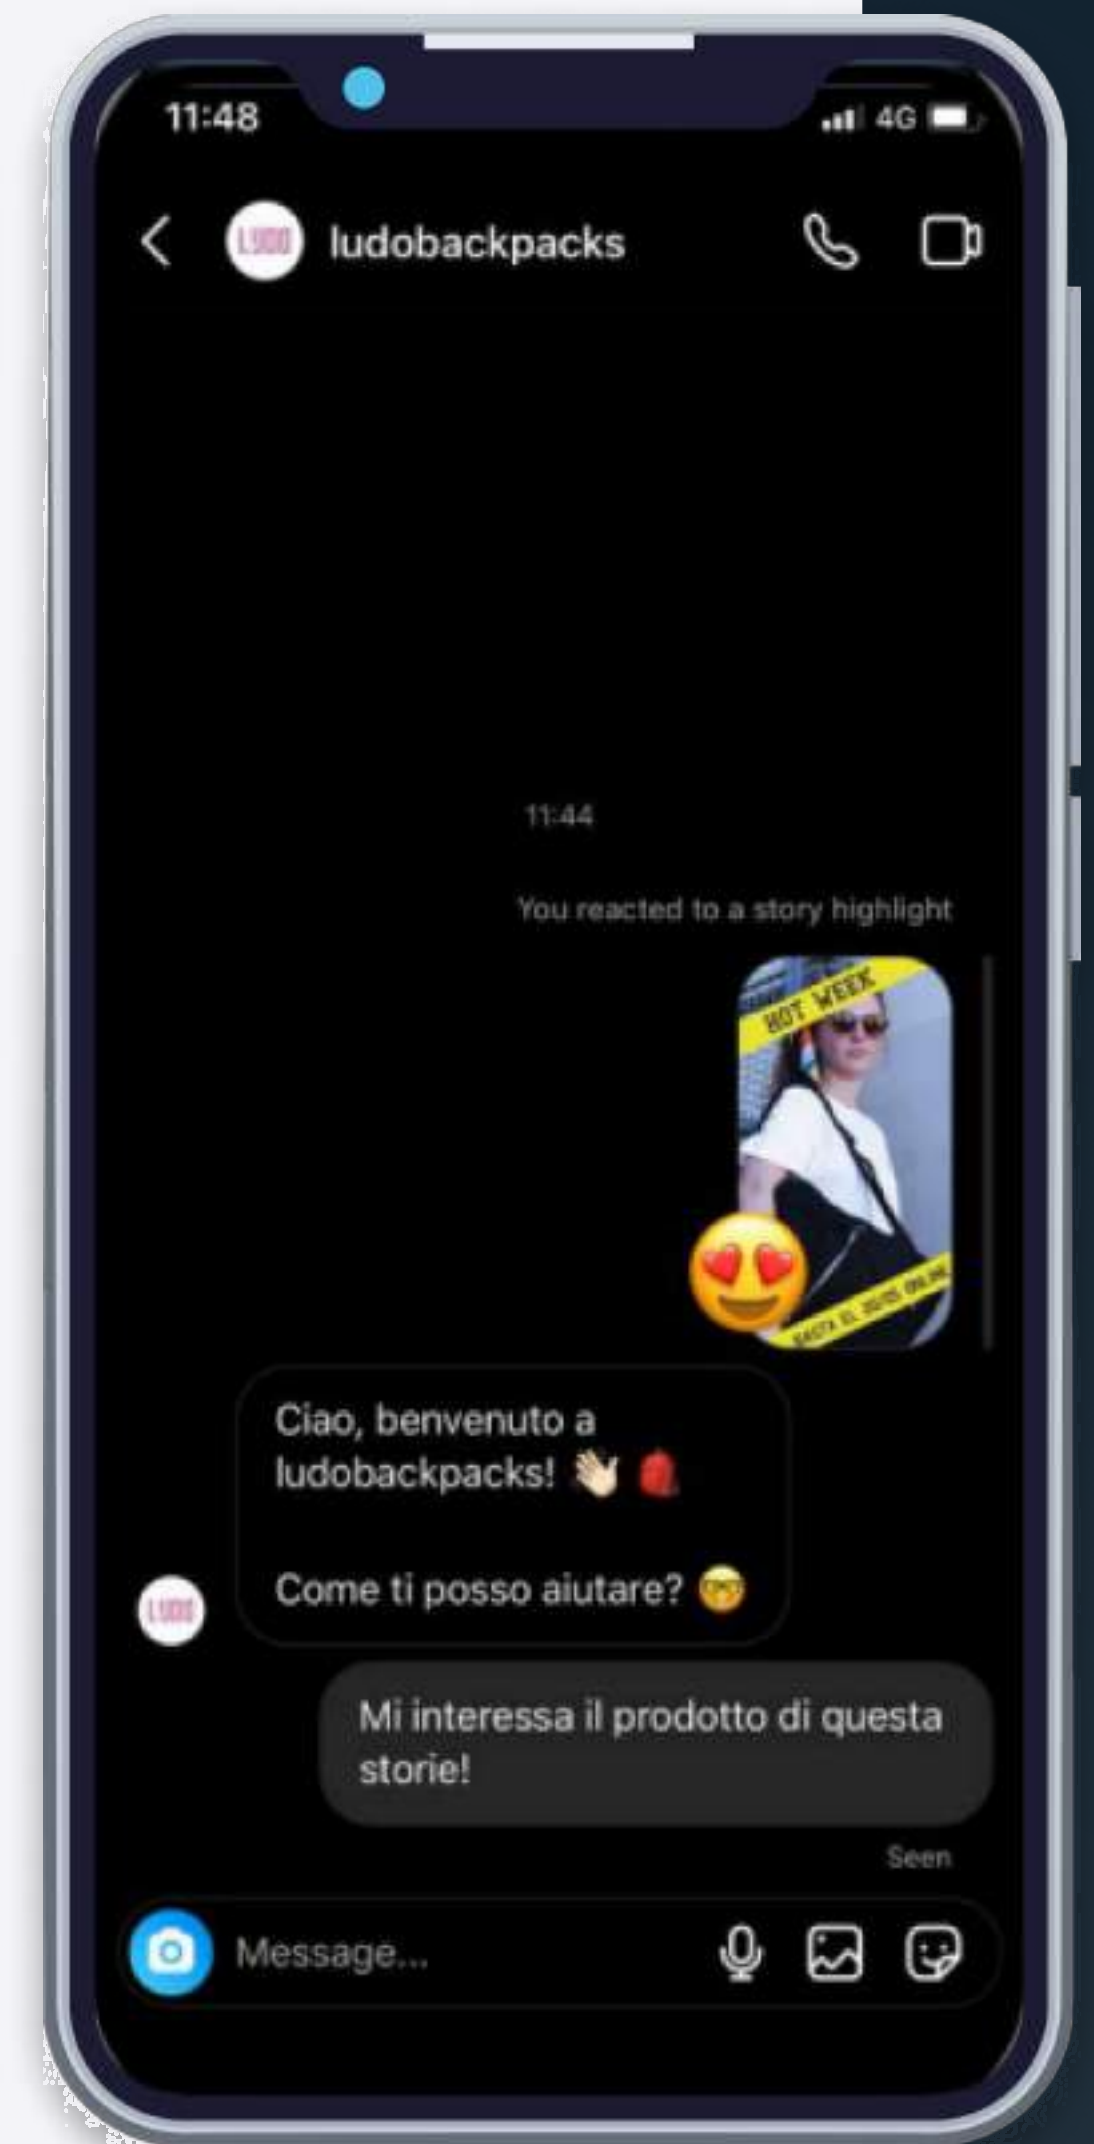 11:48
4G
LUDO
ludobackpacks
11:44
You reacted to a story highlight
HOT WEEK
Ciao, benvenuto a
ludobackpacks!
Come ti posso aiutare?
Mi interessa il prodotto di questa
storie!
Seen
Message...